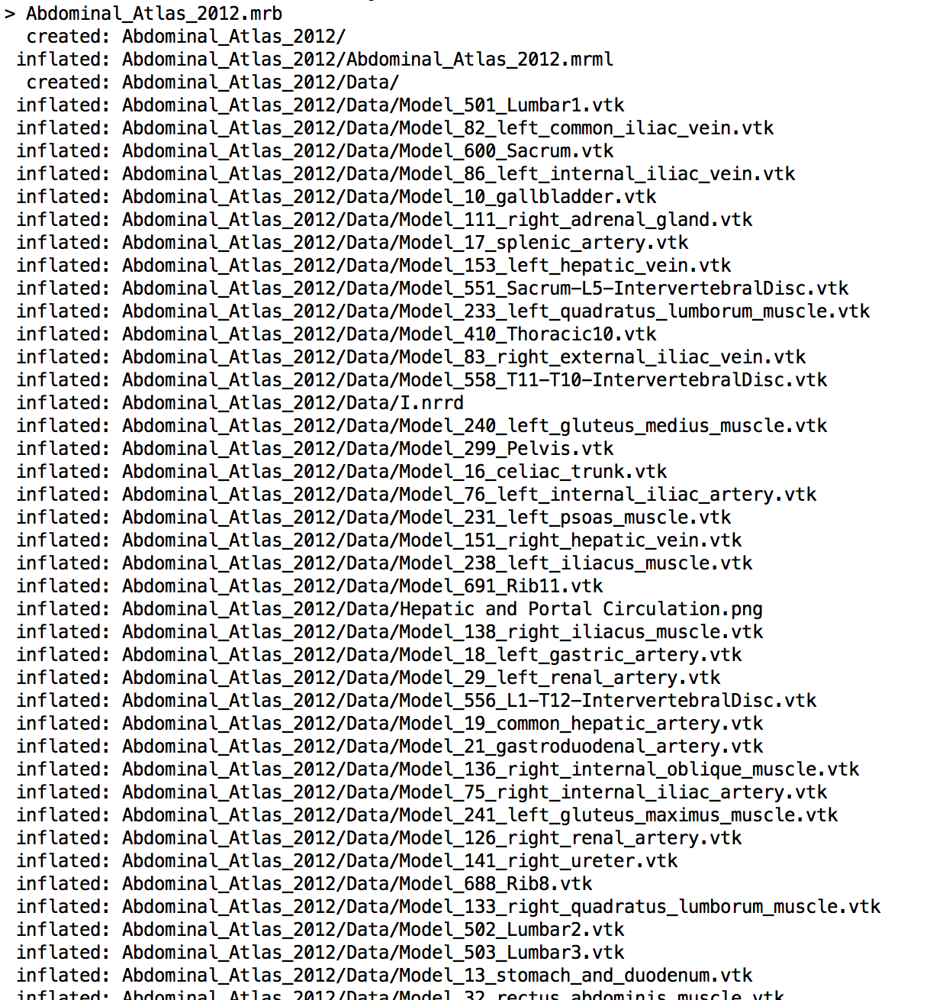 > Abdominal_Atlas_2012.mrb
created: Abdominal_Atlas_2012/
inflated: Abdominal_Atlas_2012/Abdominal_Atlas_2012.mrml
created: Abdominal_Atlas_2012/Data/
inflated: Abdominal_Atlas_2012/Data/Model_501_Lumbar1.vtk
inflated: Abdominal_Atlas_2012/Data/Model_82_left_common_iliac_vein.vtk
inflated: Abdominal_Atlas_2012/Data/Model_600_Sacrum.vtk
inflated: Abdominal_Atlas_2012/Data/Model_86_left_internal_iliac_vein.vtk
inflated: Abdominal_Atlas_2012/Data/Model_10_gallbladder.vtk
inflated: Abdominal_Atlas_2012/Data/Model_111_right_adrenal_gland.vtk
inflated: Abdominal_Atlas_2012/Data/Model_17_splenic_artery.vtk
inflated: Abdominal_Atlas_2012/Data/Model_153_left_hepatic_vein.vtk
inflated: Abdominal_Atlas_2012/Data/Model_551_Sacrum-L5-IntervertebralDisc.vtk
inflated: Abdominal_Atlas_2012/Data/Model_233_left_quadratus_lumborum_muscle.vtk
inflated: Abdominal_Atlas_2012/Data/Model_410_Thoracic10.vtk
inflated: Abdominal_Atlas_2012/Data/Model_83_right_external_iliac_vein.vtk
inflated: Abdominal_Atlas_2012/Data/Model_558_T11-T10-IntervertebralDisc.vtk
inflated: Abdominal_Atlas_2012/Data/I.nrrd
inflated: Abdominal_Atlas_2012/Data/Model_240_left_gluteus_medius_muscle.vtk
inflated: Abdominal_Atlas_2012/Data/Model_299_Pelvis.vtk
inflated: Abdominal_Atlas_2012/Data/Model_16_celiac_trunk.vtk
inflated: Abdominal_Atlas_2012/Data/Model_76_left_internal_iliac_artery.vtk
inflated: Abdominal_Atlas_2012/Data/Model_231_left_psoas_muscle.vtk
inflated: Abdominal_Atlas_2012/Data/Model_151_right_hepatic_vein.vtk
inflated: Abdominal_Atlas_2012/Data/Model_238_left_iliacus_muscle.vtk
inflated: Abdominal_Atlas_2012/Data/Model_691_Rib11.vtk
inflated: Abdominal_Atlas_2012/Data/Hepatic and Portal Circulation.png
inflated: Abdominal_Atlas_2012/Data/Model_138_right_iliacus_muscle.vtk
inflated: Abdominal_Atlas_2012/Data/Model_18_left_gastric_artery.vtk
inflated: Abdominal_Atlas_2012/Data/Model_29_left_renal_artery.vtk
inflated: Abdominal_Atlas_2012/Data/Model_556_L1-T12-IntervertebralDisc.vtk
inflated: Abdominal_Atlas_2012/Data/Model_19_common_hepatic_artery.vtk
inflated: Abdominal_Atlas_2012/Data/Model_21_gastroduodenal_artery.vtk
inflated: Abdominal_Atlas_2012/Data/Model_136_right_internal_oblique_muscle.vtk
inflated: Abdominal_Atlas_2012/Data/Model_75_right_internal_iliac_artery.vtk
inflated: Abdominal_Atlas_2012/Data/Model_241_left_gluteus_maximus_muscle.vtk
inflated: Abdominal_Atlas_2012/Data/Model_126_right_renal_artery.vtk
inflated: Abdominal_Atlas_2012/Data/Model_141_right_ureter.vtk
inflated: Abdominal_Atlas_2012/Data/Model_688_Rib8.vtk
inflated: Abdominal_Atlas_2012/Data/Model_133_right_quadratus_lumborum_muscle.vtk
inflated: Abdominal_Atlas_2012/Data/Model_502_Lumbar2.vtk
inflated: Abdominal_Atlas_2012/Data/Model_503_Lumbar3.vtk
inflated: Abdominal_Atlas_2012/Data/Model_13_stomach_and_duodenum.vtk
inflated: Abdominal_Atlas_2012/Data/Model_32_rectus_abdominis_muscle.vtk